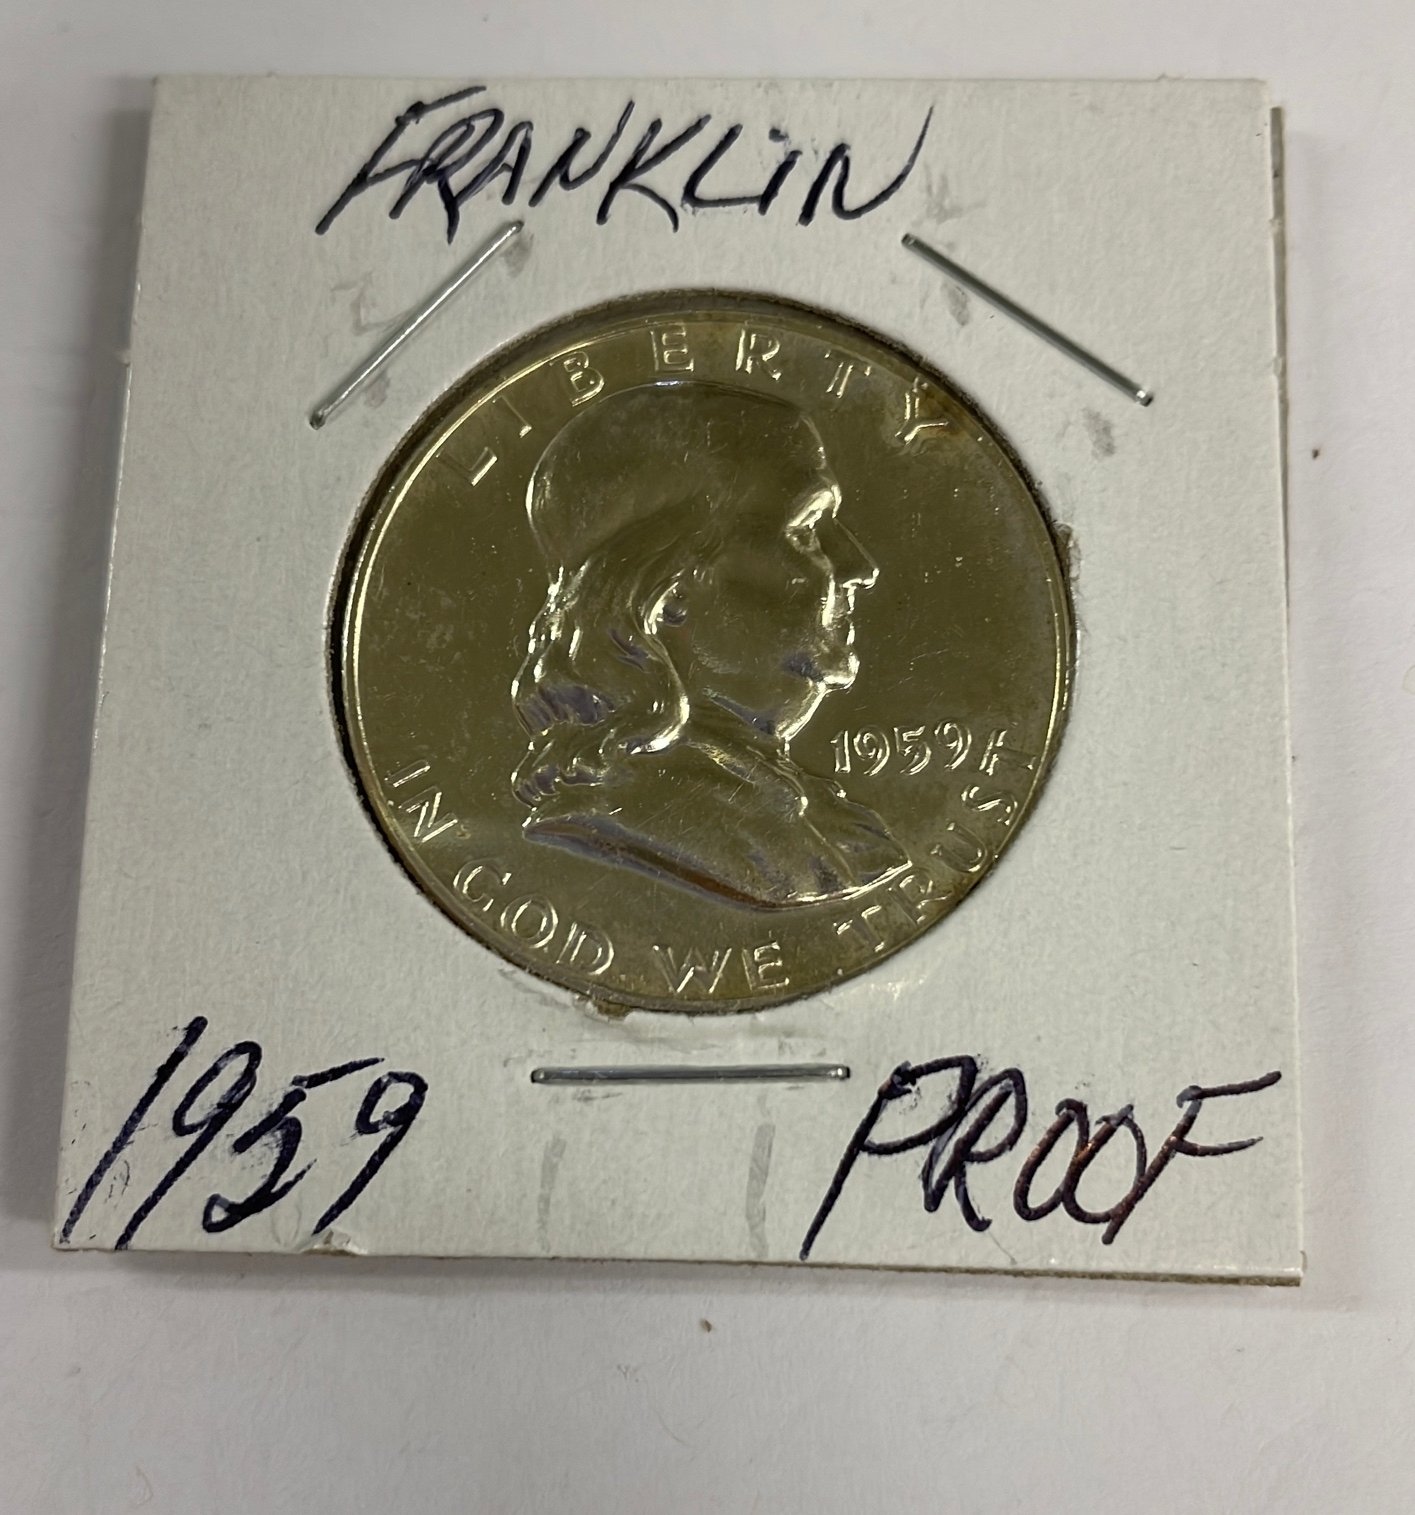 FRANKLIN
LIBERTY
1959
IN GOD WE TRUST
1959 PROOF